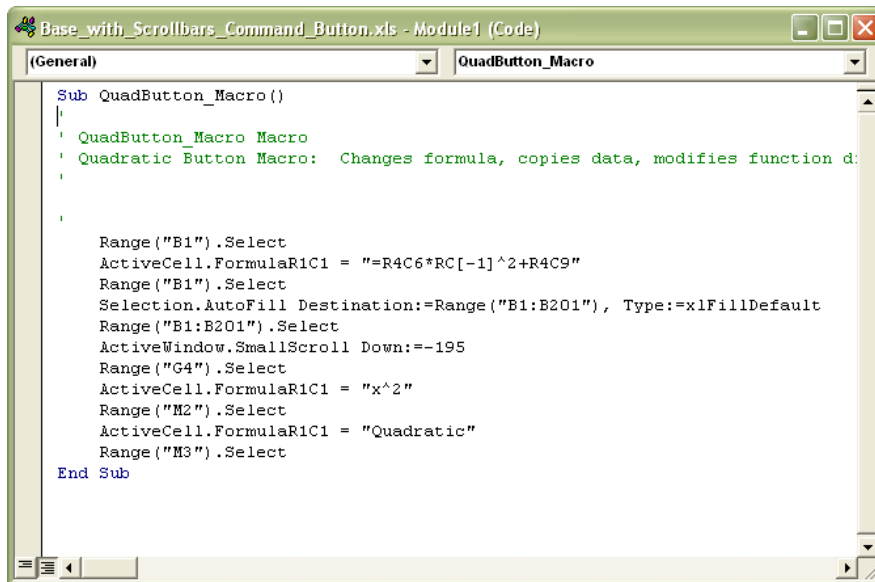 Base_with_Scrollbars_Command_Button.xls - Module1 (Code)
(General) QuadButton_Macro
Sub QuadButton_Macro()
'
' QuadButton_Macro Macro
' Quadratic Button Macro:  Changes formula, copies data, modifies function d
'
'
Range("B1").Select
ActiveCell.FormulaR1C1 = "=R4C6*RC[-1]^2+R4C9"
Range("B1").Select
Selection.AutoFill Destination:=Range("B1:B201"), Type:=xlFillDefault
Range("B1:B201").Select
ActiveWindow.SmallScroll Down:=-195
Range("G4").Select
ActiveCell.FormulaR1C1 = "x^2"
Range("M2").Select
ActiveCell.FormulaR1C1 = "Quadratic"
Range("M3").Select
End Sub